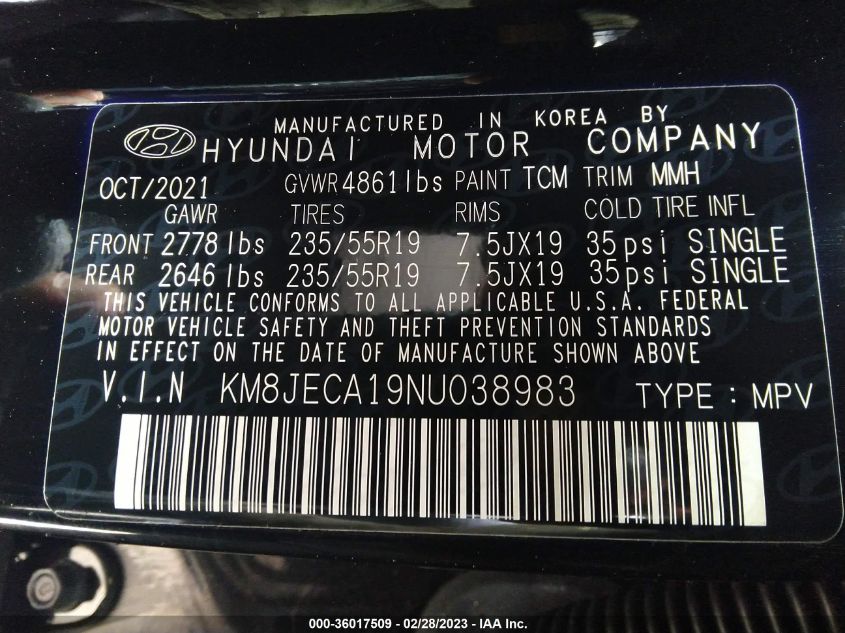 MANUFACTURED IN KOREA BY
HYUNDAI MOTOR COMPANY
OCT/2021 GVWR 4861lbs PAINT TCM TRIM MMH
GAWR TIRES RIMS COLD TIRE INFL
FRONT 2778 lbs 235/55R19 7.5JX19 35psi SINGLE
REAR 2646 lbs 235/55R19 7.5JX19 35psi SINGLE
THIS VEHICLE CONFORMS TO ALL APPLICABLE U.S.A. FEDERAL
MOTOR VEHICLE SAFETY AND THEFT PREVENTION STANDARDS
IN EFFECT ON THE DATE OF MANUFACTURE SHOWN ABOVE
V.I.N KM8JECA19NU038983 TYPE : MPV
000-36017509 - 02/28/2023 - IAA Inc.